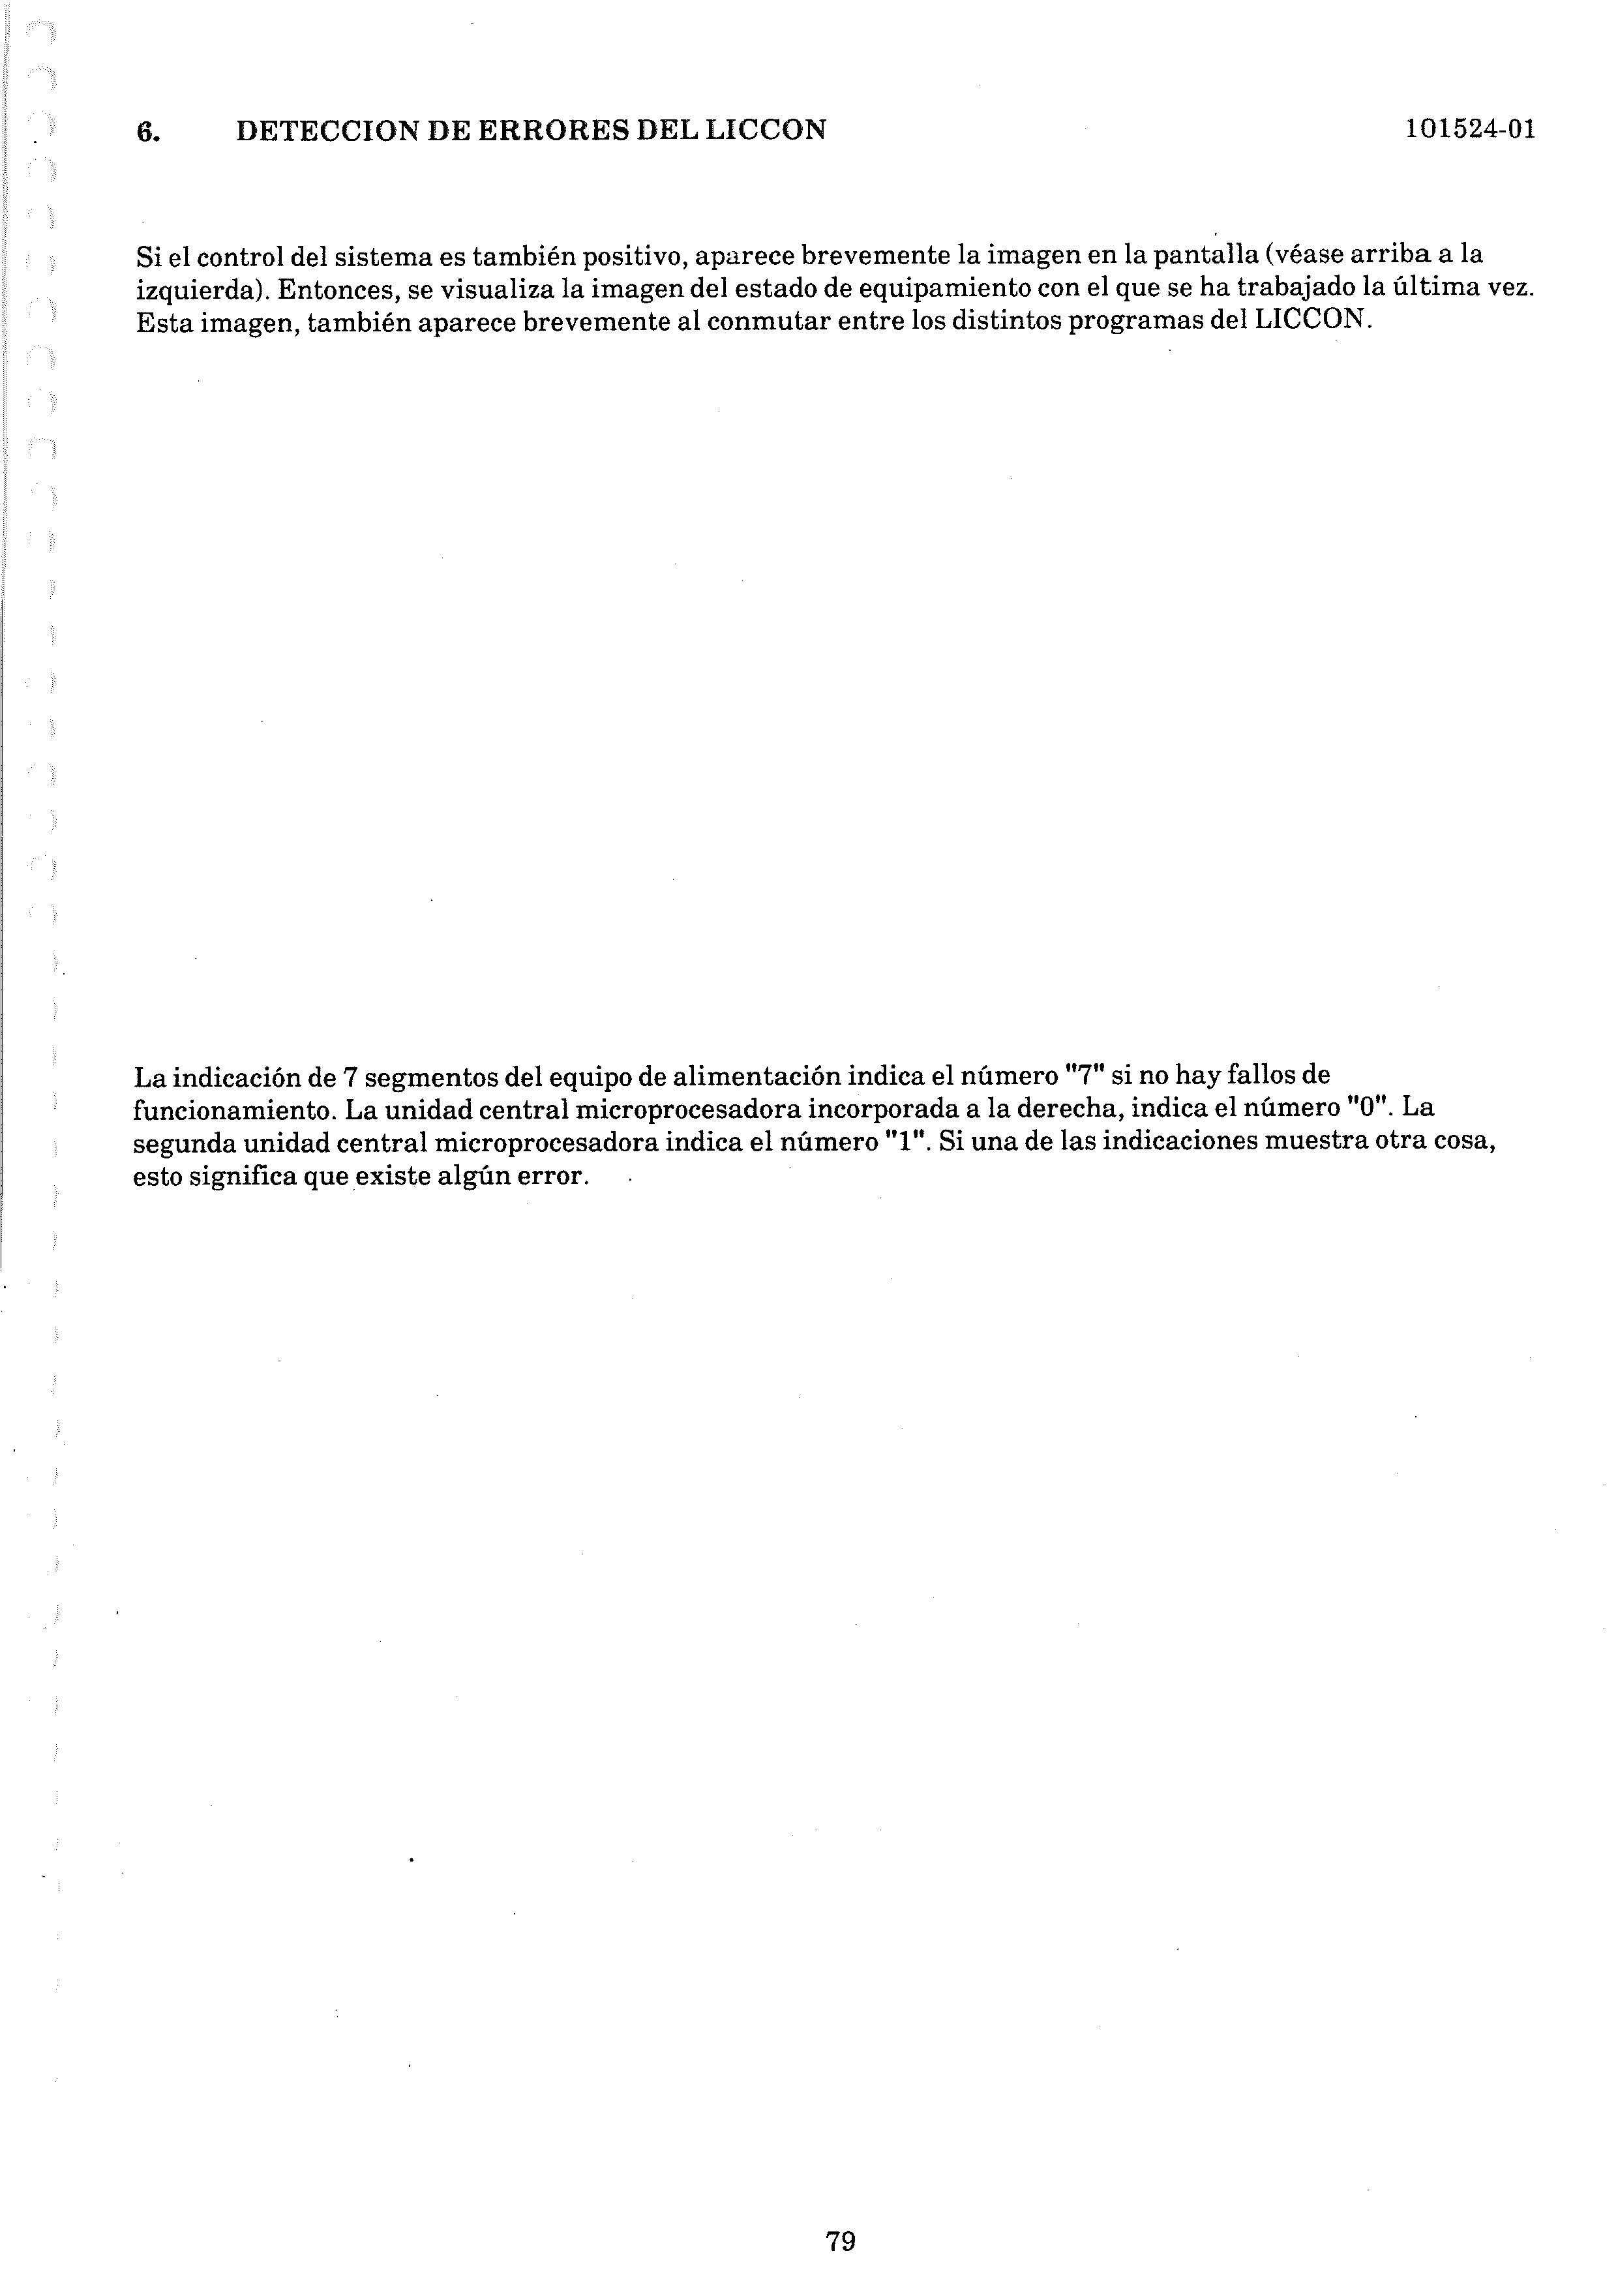 6. DETECCION DE ERRORES DEL LICCON 101524-01
Si el control del sistema es también positivo, aparece brevemente la imagen en la pantalla (véase arriba a la
izquierda). Entonces, se visualiza la imagen del estado de equipamiento con el que se ha trabajado la última vez.
Esta imagen, también aparece brevemente al conmutar entre los distintos programas del LICCON.
La indicación de 7 segmentos del equipo de alimentación indica el número "7" si no hay fallos de
funcionamiento. La unidad central microprocesadora incorporada a la derecha, indica el número "0". La
segunda unidad central microprocesadora indica el número "1". Si una de las indicaciones muestra otra cosa,
esto significa que existe algún error.
79